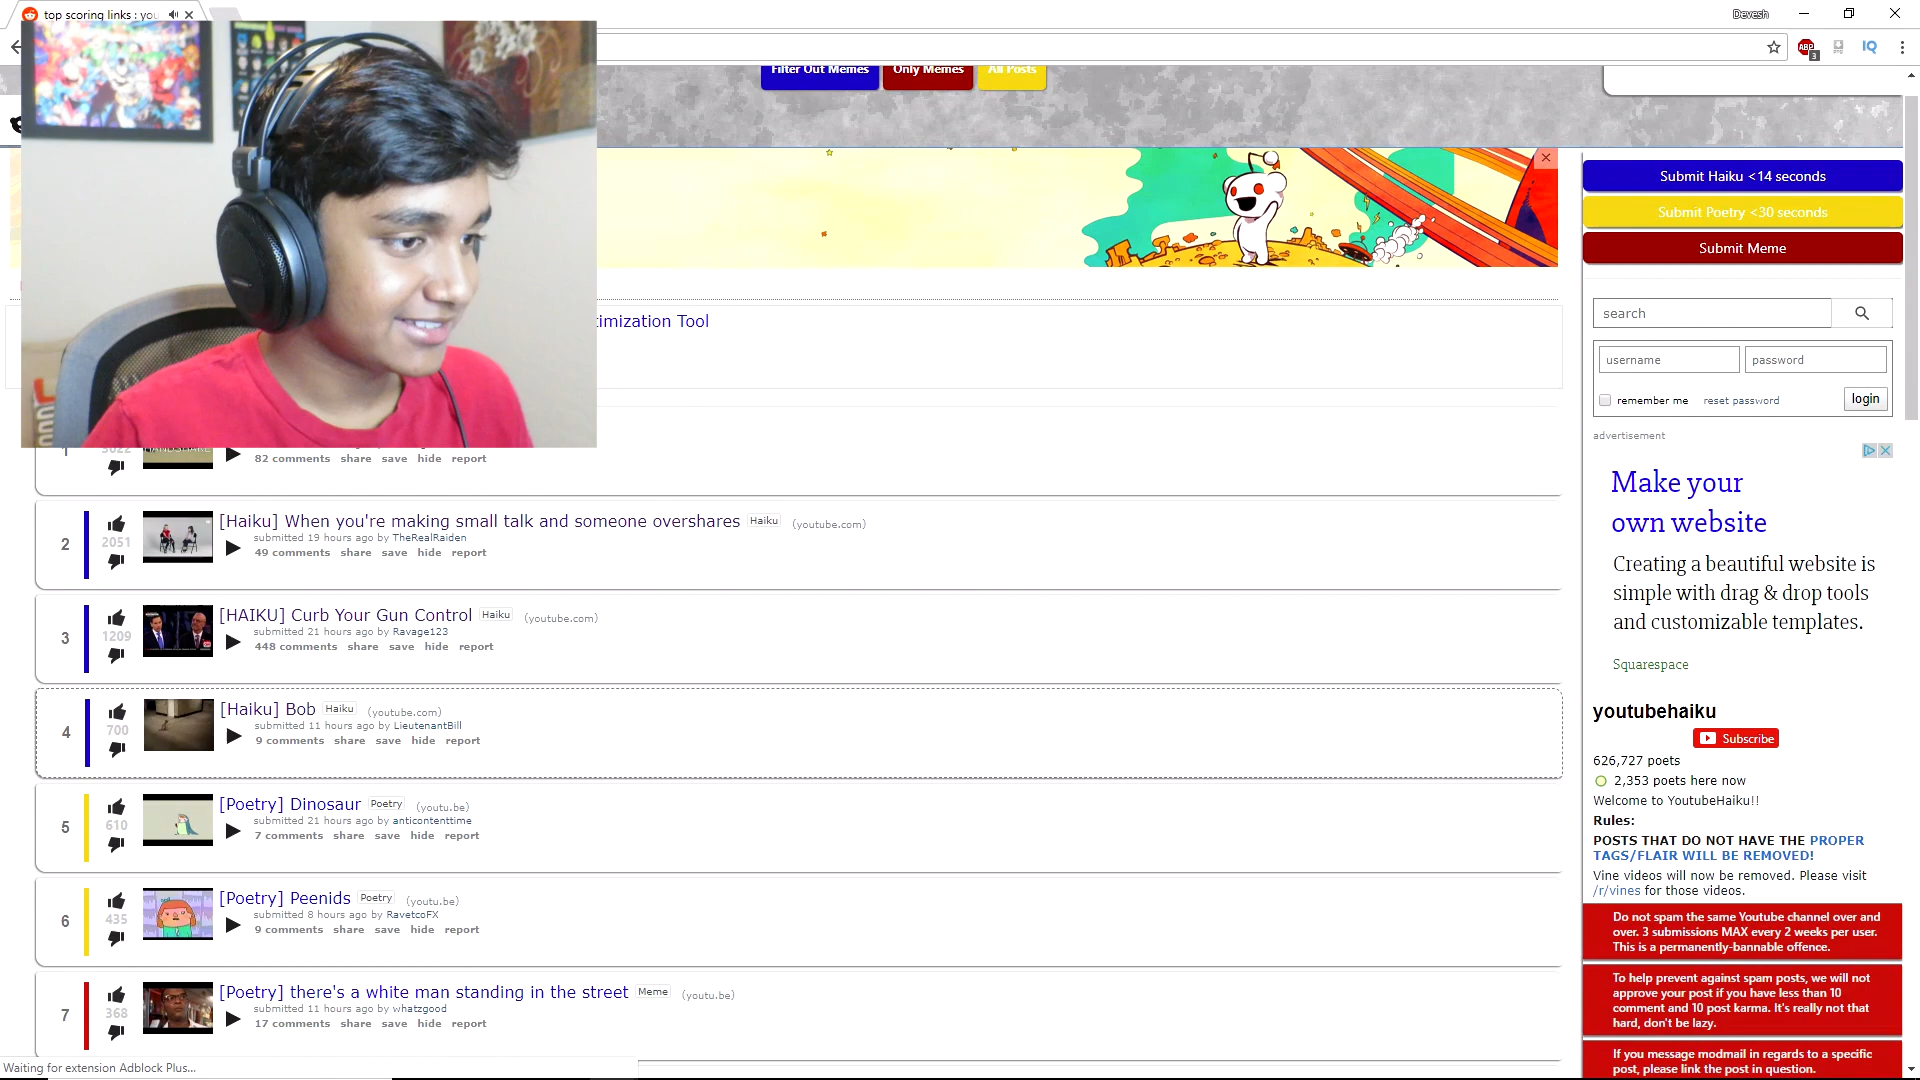 top scoring links : you
Devesh
ABP
3
IQ
Filter Out Memes
Only Memes
All Posts
Submit Haiku <14 seconds
Submit Poetry <30 seconds
Submit Meme
search
username
password
remember me
reset password
login
advertisement
Make your
own website
Creating a beautiful website is
simple with drag & drop tools
and customizable templates.
Squarespace
timization Tool
1
3022
82 comments share save hide report
2
2051
[Haiku] When you're making small talk and someone overshares Haiku (youtube.com)
submitted 19 hours ago by TheRealRaiden
49 comments share save hide report
3
1209
[HAIKU] Curb Your Gun Control Haiku (youtube.com)
submitted 21 hours ago by Ravage123
448 comments share save hide report
4
700
[Haiku] Bob Haiku (youtube.com)
submitted 11 hours ago by LieutenantBill
9 comments share save hide report
5
610
[Poetry] Dinosaur Poetry (youtu.be)
submitted 21 hours ago by anticontenttime
7 comments share save hide report
6
435
[Poetry] Peenids Poetry (youtu.be)
submitted 8 hours ago by RavetcoFX
9 comments share save hide report
7
368
[Poetry] there's a white man standing in the street Meme (youtu.be)
submitted 11 hours ago by whatzgood
17 comments share save hide report
youtubehaiku
Subscribe
626,727 poets
2,353 poets here now
Welcome to YoutubeHaiku!!
Rules:
POSTS THAT DO NOT HAVE THE PROPER
TAGS/FLAIR WILL BE REMOVED!
Vine videos will now be removed. Please visit
/r/vines for those videos.
Do not spam the same Youtube channel over and
over. 3 submissions MAX every 2 weeks per user.
This is a permanently-bannable offence.
To help prevent against spam posts, we will not
approve your post if you have less than 10
comment and 10 post karma. It's really not that
hard, don't be lazy.
If you message modmail in regards to a specific
post, please link the post in question.
Waiting for extension Adblock Plus...